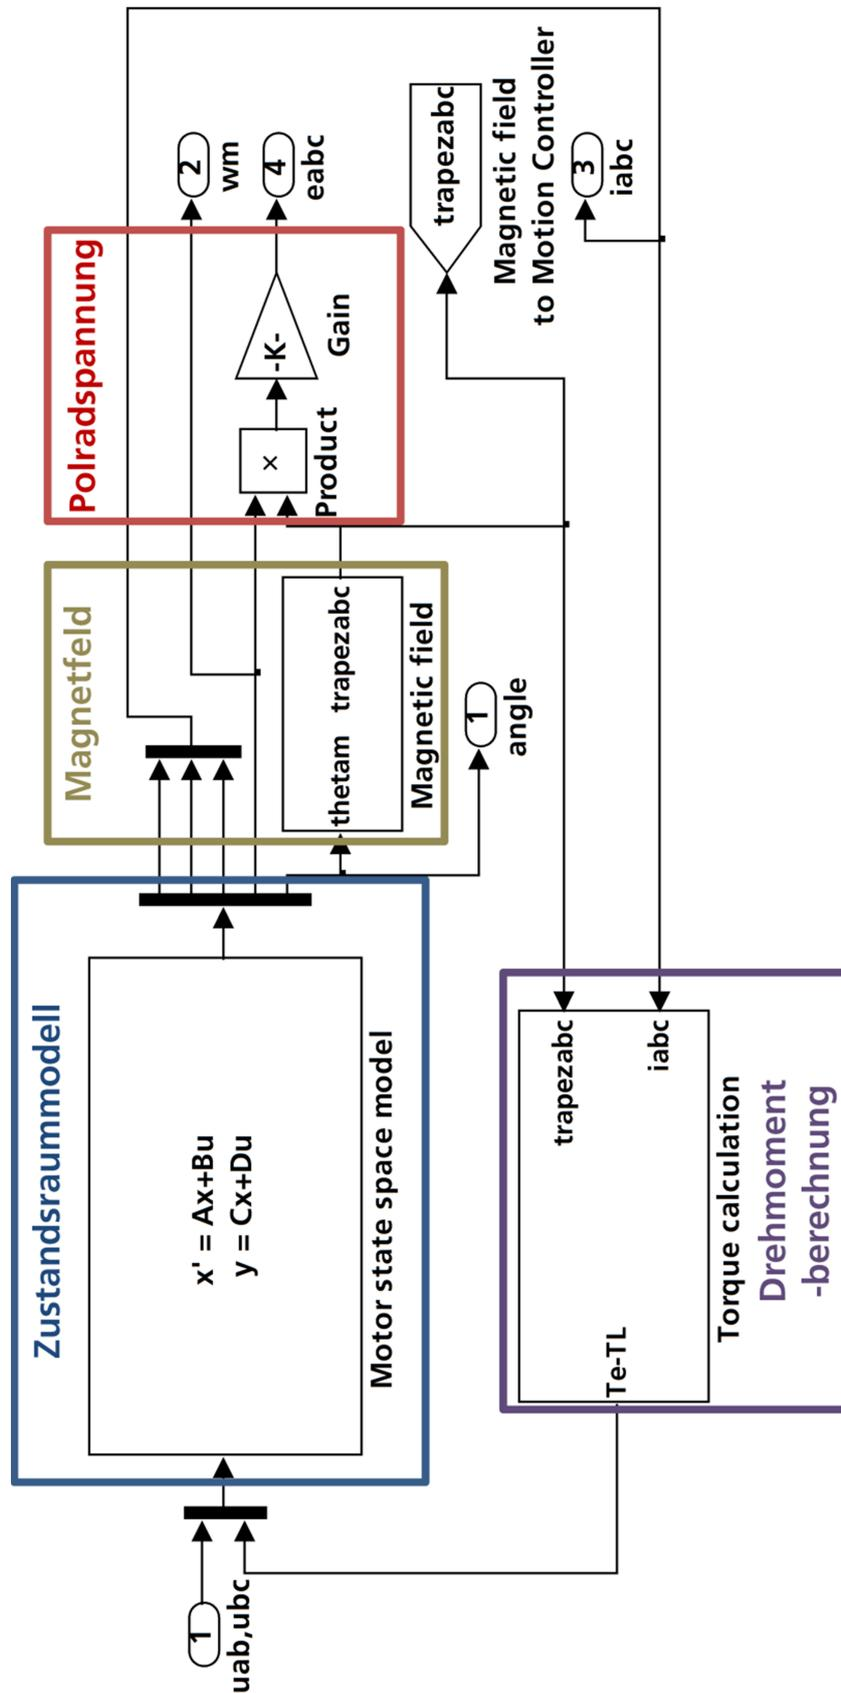 Zustandsraummodell
x' = Ax+Bu
y = Cx+Du
Motor state space model
1
uab,ubc
Magnetfeld
thetam trapezabc
Magnetic field
1
angle
Polradspannung
×
Product
-K-
Gain
2
wm
4
eabc
trapezabc
Magnetic field
to Motion Controller
3
iabc
trapezabc
iabc
Te-TL
Torque calculation
Drehmoment
-berechnung